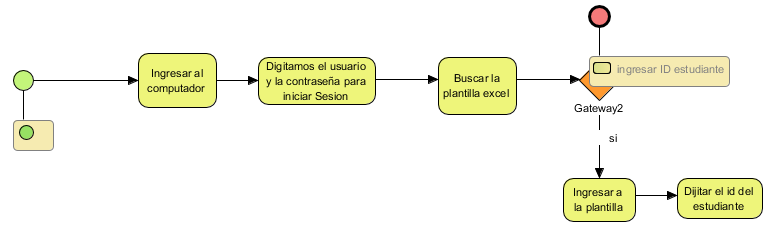 Ingresar al
computador
Digitamos el usuario
y la contraseña para
iniciar Sesion
Buscar la
plantilla excel
ingresar ID estudiante
Gateway2
si
Ingresar a
la plantilla
Dijitar el id del
estudiante